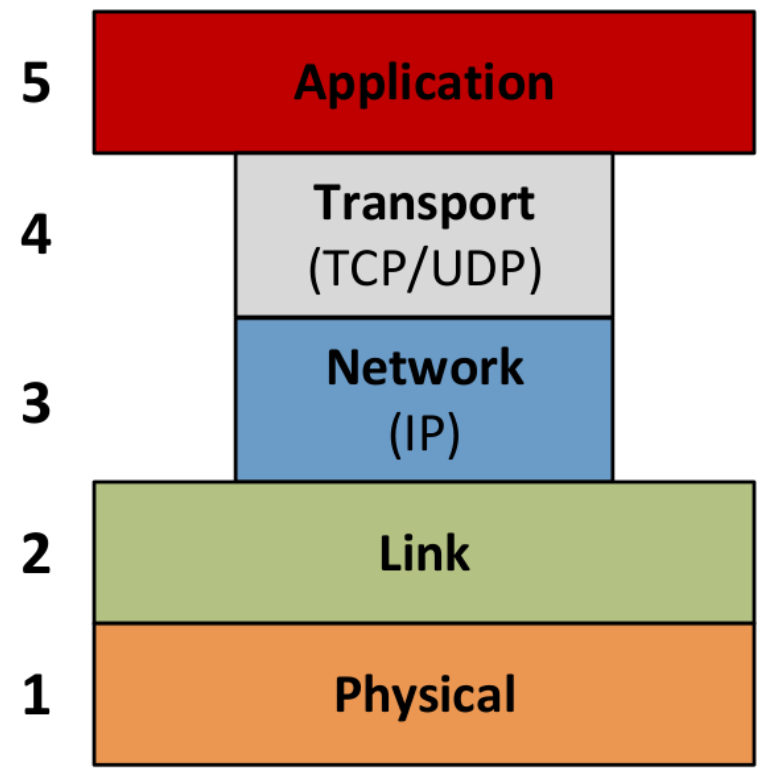 5 Application
4 Transport
(TCP/UDP)
3 Network
(IP)
2 Link
1 Physical